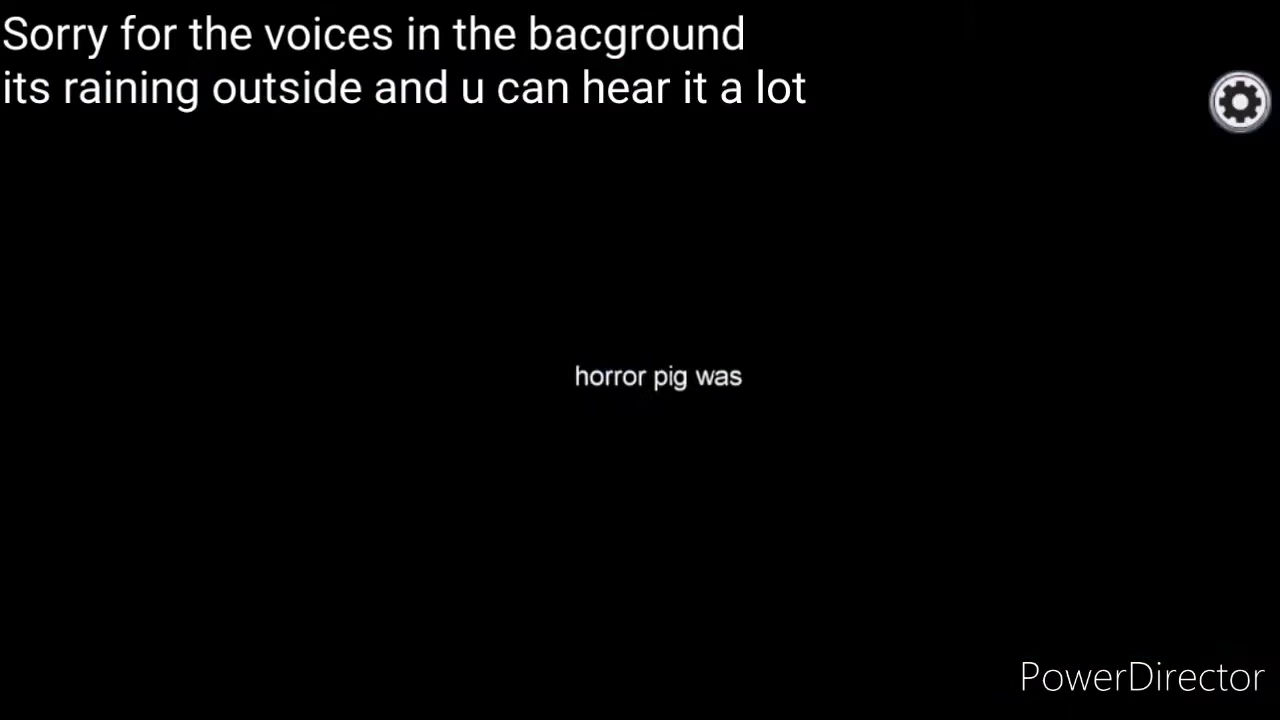 Sorry for the voices in the bacground
its raining outside and u can hear it a lot
horror pig was
PowerDirector